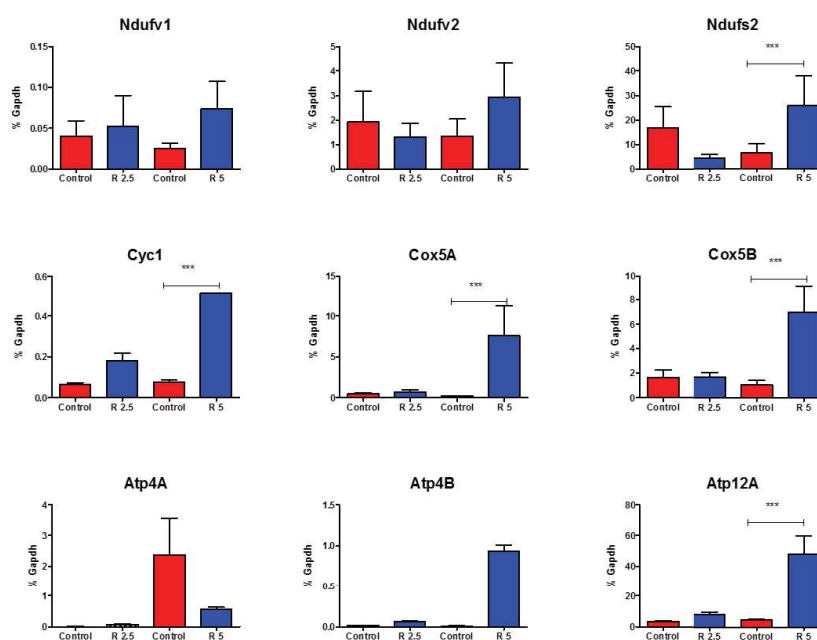 Ndufv1
% Gapdh
0.15
0.10
0.05
0.00
Control
R 2.5
Control
R 5
Ndufv2
% Gapdh
5
4
3
2
1
0
Control
R 2.5
Control
R 5
Ndufs2
% Gapdh
50
40
30
20
10
0
***
Control
R 2.5
Control
R 5
Cyc1
% Gapdh
0.6
0.4
0.2
0.0
***
Control
R 2.5
Control
R 5
Cox5A
% Gapdh
15
10
5
0
***
Control
R 2.5
Control
R 5
Cox5B
% Gapdh
10
8
6
4
2
0
***
Control
R 2.5
Control
R 5
Atp4A
% Gapdh
4
3
2
1
0
Control
R 2.5
Control
R 5
Atp4B
% Gapdh
1.5
1.0
0.5
0.0
Control
R 2.5
Control
R 5
Atp12A
% Gapdh
80
60
40
20
0
***
Control
R 2.5
Control
R 5